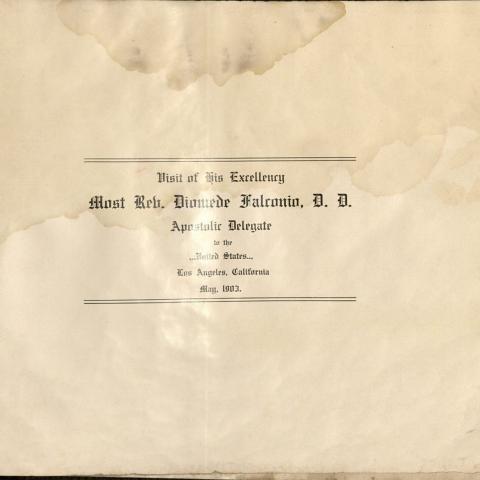 Visit of His Excellency
Most Rev. Diomede Falconio, D. D.
Apostolic Delegate
to the
...United States...
Los Angeles, California
May, 1903.